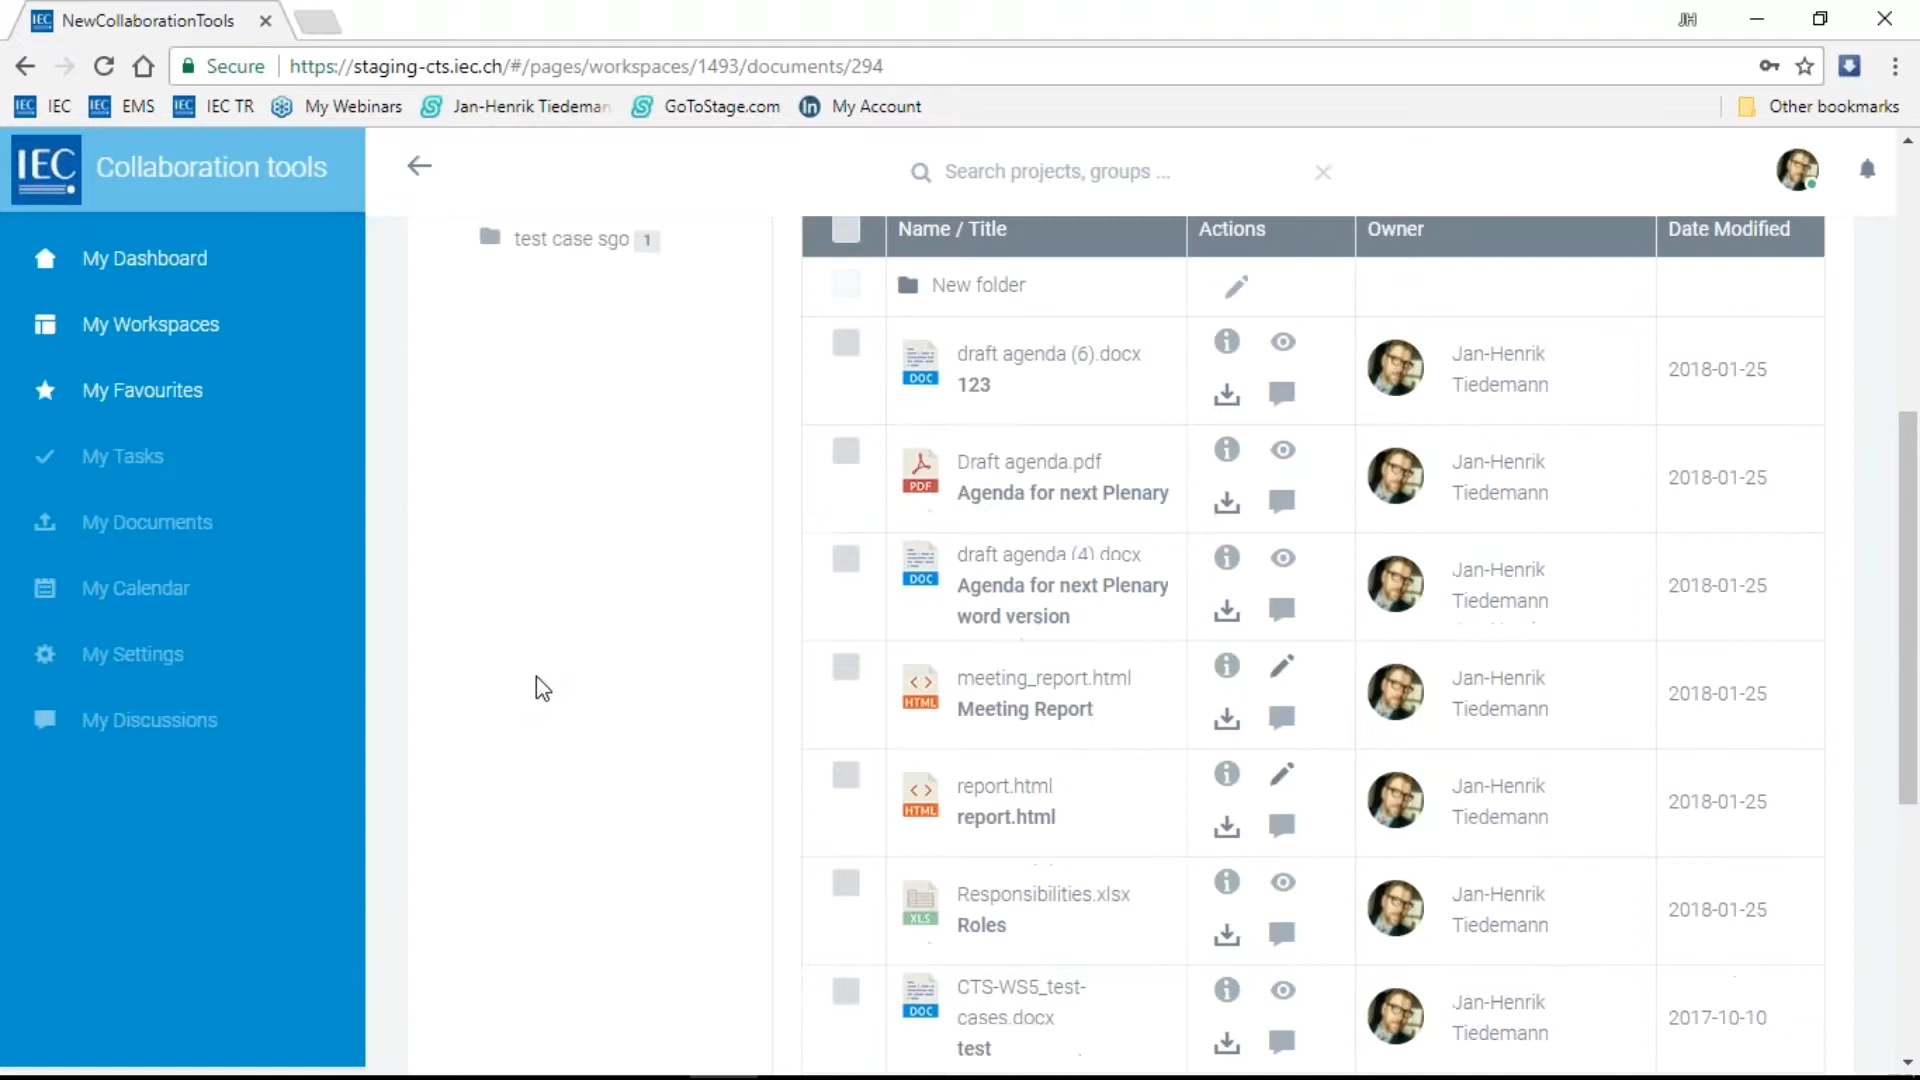 IEC NewCollaborationTools
JH
Secure https://staging-cts.iec.ch/#/pages/workspaces/1493/documents/294
IEC IEC IEC EMS IEC IEC TR My Webinars Jan-Henrik Tiedeman GoToStage.com in My Account Other bookmarks
IEC Collaboration tools
Search projects, groups ...
My Dashboard
My Workspaces
My Favourites
My Tasks
My Documents
My Calendar
My Settings
My Discussions
test case sgo 1
Name / Title Actions Owner Date Modified
New folder
DOC draft agenda (6).docx
123
Jan-Henrik
Tiedemann
2018-01-25
PDF Draft agenda.pdf
Agenda for next Plenary
Jan-Henrik
Tiedemann
2018-01-25
DOC draft agenda (4).docx
Agenda for next Plenary
word version
Jan-Henrik
Tiedemann
2018-01-25
HTML meeting_report.html
Meeting Report
Jan-Henrik
Tiedemann
2018-01-25
HTML report.html
report.html
Jan-Henrik
Tiedemann
2018-01-25
XLS Responsibilities.xlsx
Roles
Jan-Henrik
Tiedemann
2018-01-25
DOC CTS-WS5_test-
cases.docx
test
Jan-Henrik
Tiedemann
2017-10-10